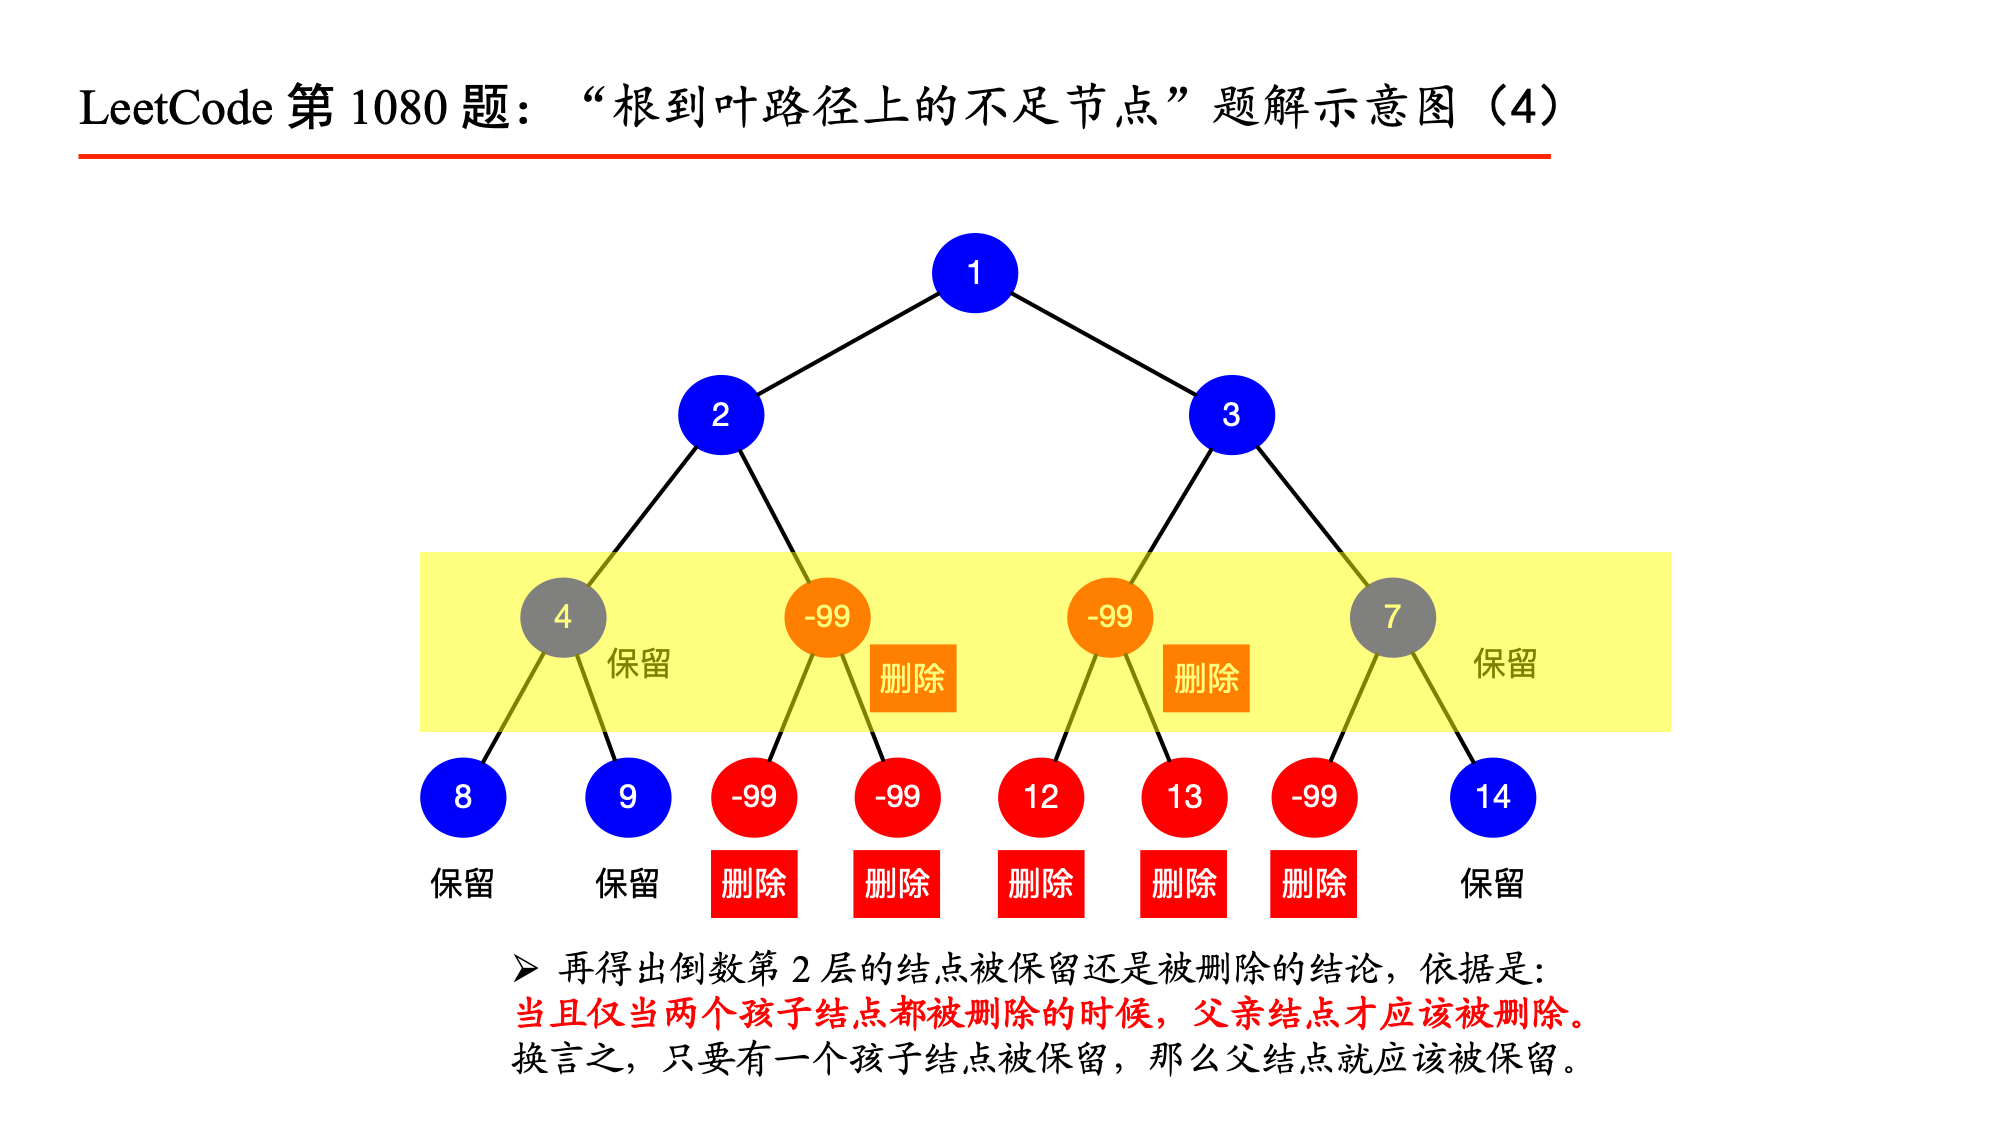 LeetCode 第 1080 题：“根到叶路径上的不足节点”题解示意图（4）
1
2 3
4 -99 -99 7
保留 删除 删除 保留
8 9 -99 -99 12 13 -99 14
保留 保留 删除 删除 删除 删除 删除 保留
➢ 再得出倒数第 2 层的结点被保留还是被删除的结论，依据是：
当且仅当两个孩子结点都被删除的时候，父亲结点才应该被删除。
换言之，只要有一个孩子结点被保留，那么父结点就应该被保留。